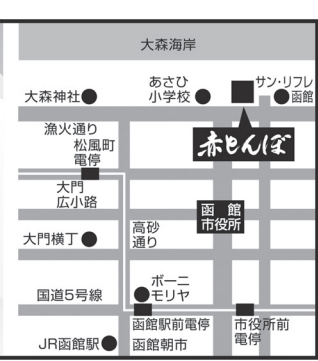 大森海岸
大森神社
あさひ
小学校
サン・リフレ
函館
漁火通り
赤とんぼ
松風町
電停
大門
広小路
函館
市役所
高砂
通り
大門横丁
ボーニ
モリヤ
国道5号線
函館駅前電停
市役所前
電停
JR函館駅
函館朝市